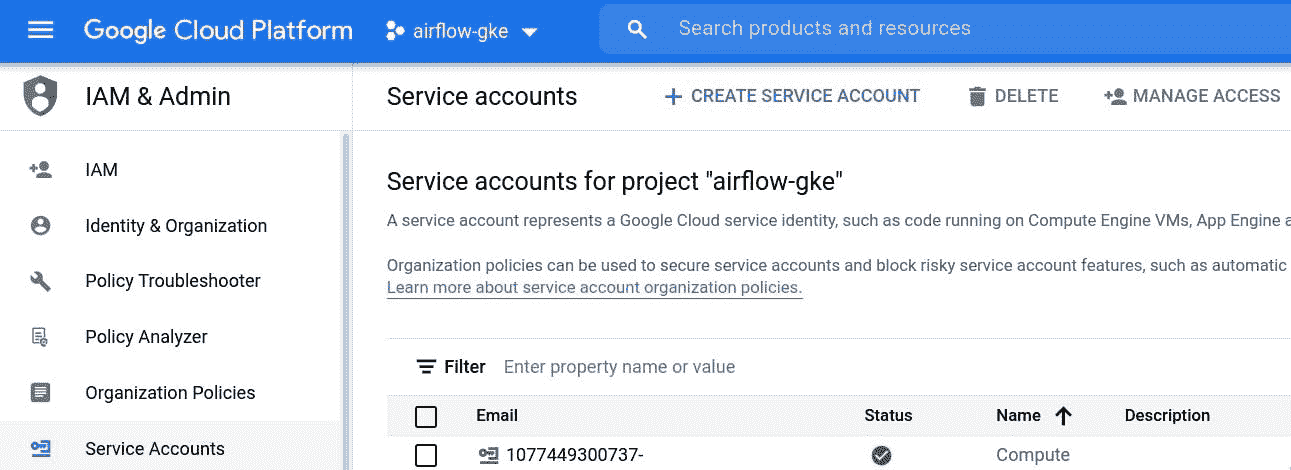 Google Cloud Platform airflow-gke Search products and resources
IAM & Admin
Service accounts + CREATE SERVICE ACCOUNT DELETE MANAGE ACCESS
IAM
Identity & Organization
Policy Troubleshooter
Policy Analyzer
Organization Policies
Service Accounts
Service accounts for project "airflow-gke"
A service account represents a Google Cloud service identity, such as code running on Compute Engine VMs, App Engine a
Organization policies can be used to secure service accounts and block risky service account features, such as automatic
Learn more about service account organization policies.
Filter Enter property name or value
Email Status Name Description
1077449300737- Compute